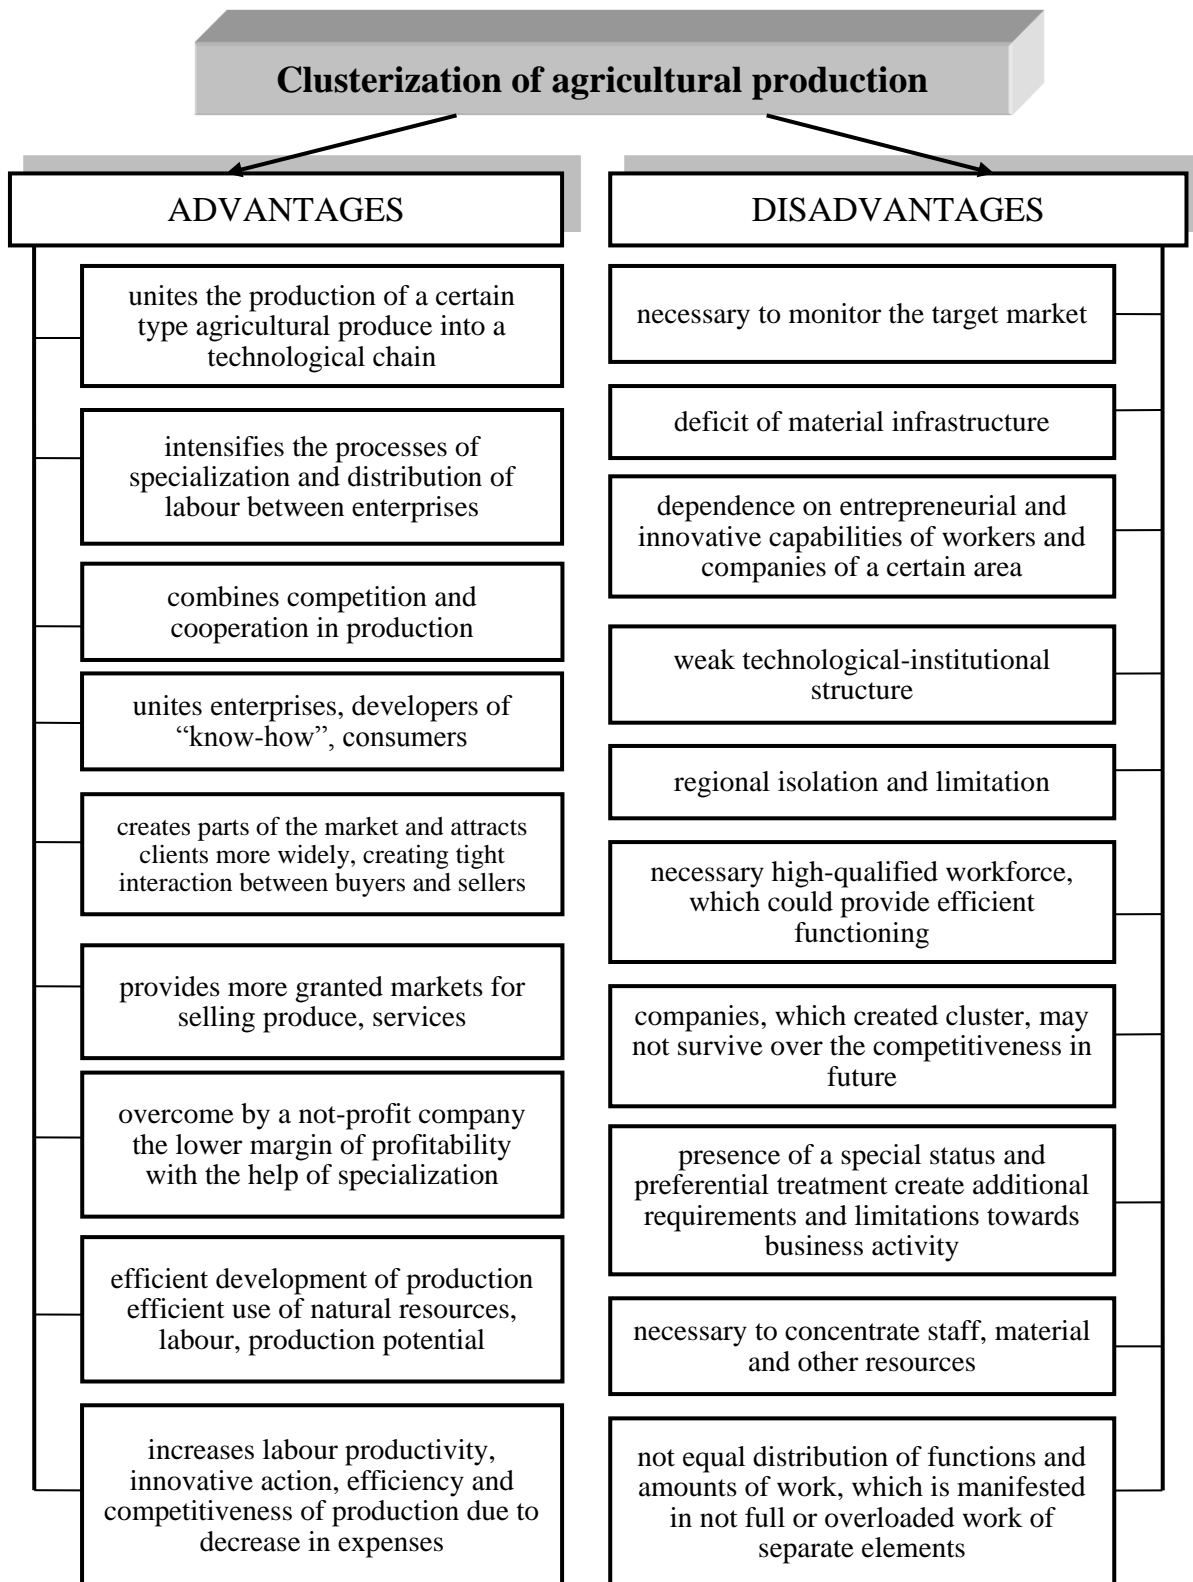 Clusterization of agricultural production
ADVANTAGES
unites the production of a certain
type agricultural produce into a
technological chain
intensifies the processes of
specialization and distribution of
labour between enterprises
combines competition and
cooperation in production
unites enterprises, developers of
“know-how”, consumers
creates parts of the market and attracts
clients more widely, creating tight
interaction between buyers and sellers
provides more granted markets for
selling produce, services
overcome by a not-profit company
the lower margin of profitability
with the help of specialization
efficient development of production
efficient use of natural resources,
labour, production potential
increases labour productivity,
innovative action, efficiency and
competitiveness of production due to
decrease in expenses
DISADVANTAGES
necessary to monitor the target market
deficit of material infrastructure
dependence on entrepreneurial and
innovative capabilities of workers and
companies of a certain area
weak technological-institutional
structure
regional isolation and limitation
necessary high-qualified workforce,
which could provide efficient
functioning
companies, which created cluster, may
not survive over the competitiveness in
future
presence of a special status and
preferential treatment create additional
requirements and limitations towards
business activity
necessary to concentrate staff, material
and other resources
not equal distribution of functions and
amounts of work, which is manifested
in not full or overloaded work of
separate elements